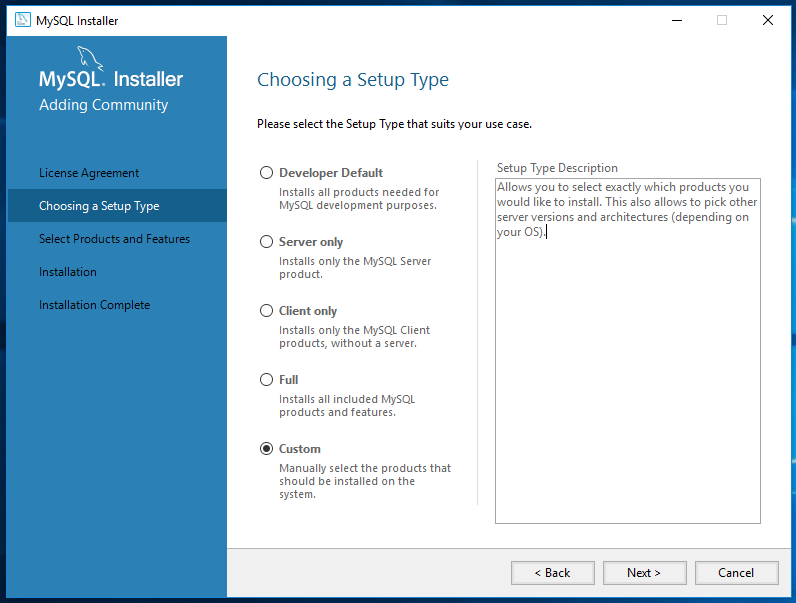 MySQL Installer
MySQL. Installer
Adding Community
License Agreement
Choosing a Setup Type
Select Products and Features
Installation
Installation Complete
Choosing a Setup Type
Please select the Setup Type that suits your use case.
Developer Default
Installs all products needed for
MySQL development purposes.
Server only
Installs only the MySQL Server
product.
Client only
Installs only the MySQL Client
products, without a server.
Full
Installs all included MySQL
products and features.
Custom
Manually select the products that
should be installed on the
system.
Setup Type Description
Allows you to select exactly which products you
would like to install. This also allows to pick other
server versions and architectures (depending on
your OS).
< Back
Next >
Cancel